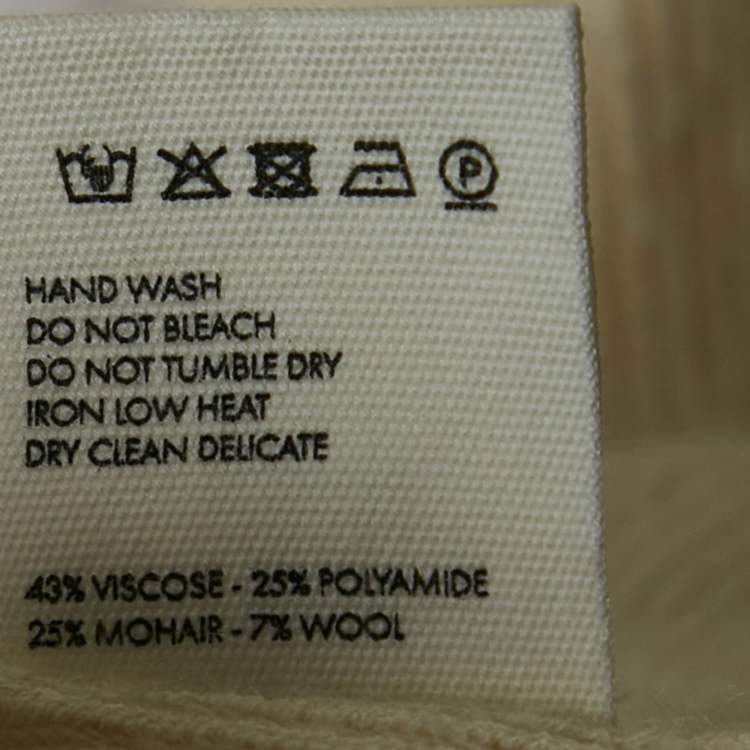 P
HAND WASH
DO NOT BLEACH
DO NOT TUMBLE DRY
IRON LOW HEAT
DRY CLEAN DELICATE
43% VISCOSE - 25% POLYAMIDE
25% MOHAIR - 7% WOOL